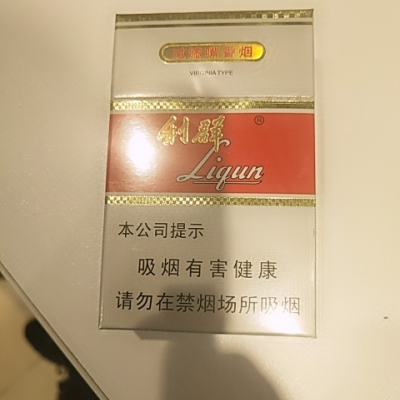 VIRGINIA TYPE
利群®
Liqun
本公司提示
吸烟有害健康
请勿在禁烟场所吸烟